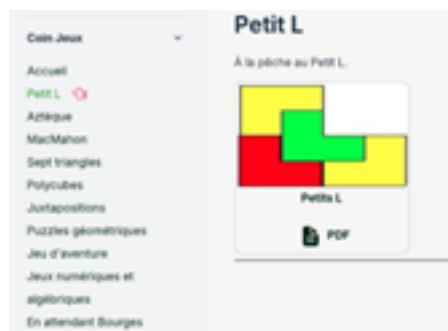 Coin Jeux
Accueil
Petit L
Aztèque
MacMahon
Sept triangles
Polycubes
Juxtapositions
Puzzles géométriques
Jeu d'aventure
Jeux numériques et
algébriques
En attendant Bourges
Petit L
À la pêche au Petit L.
Petits L
PDF